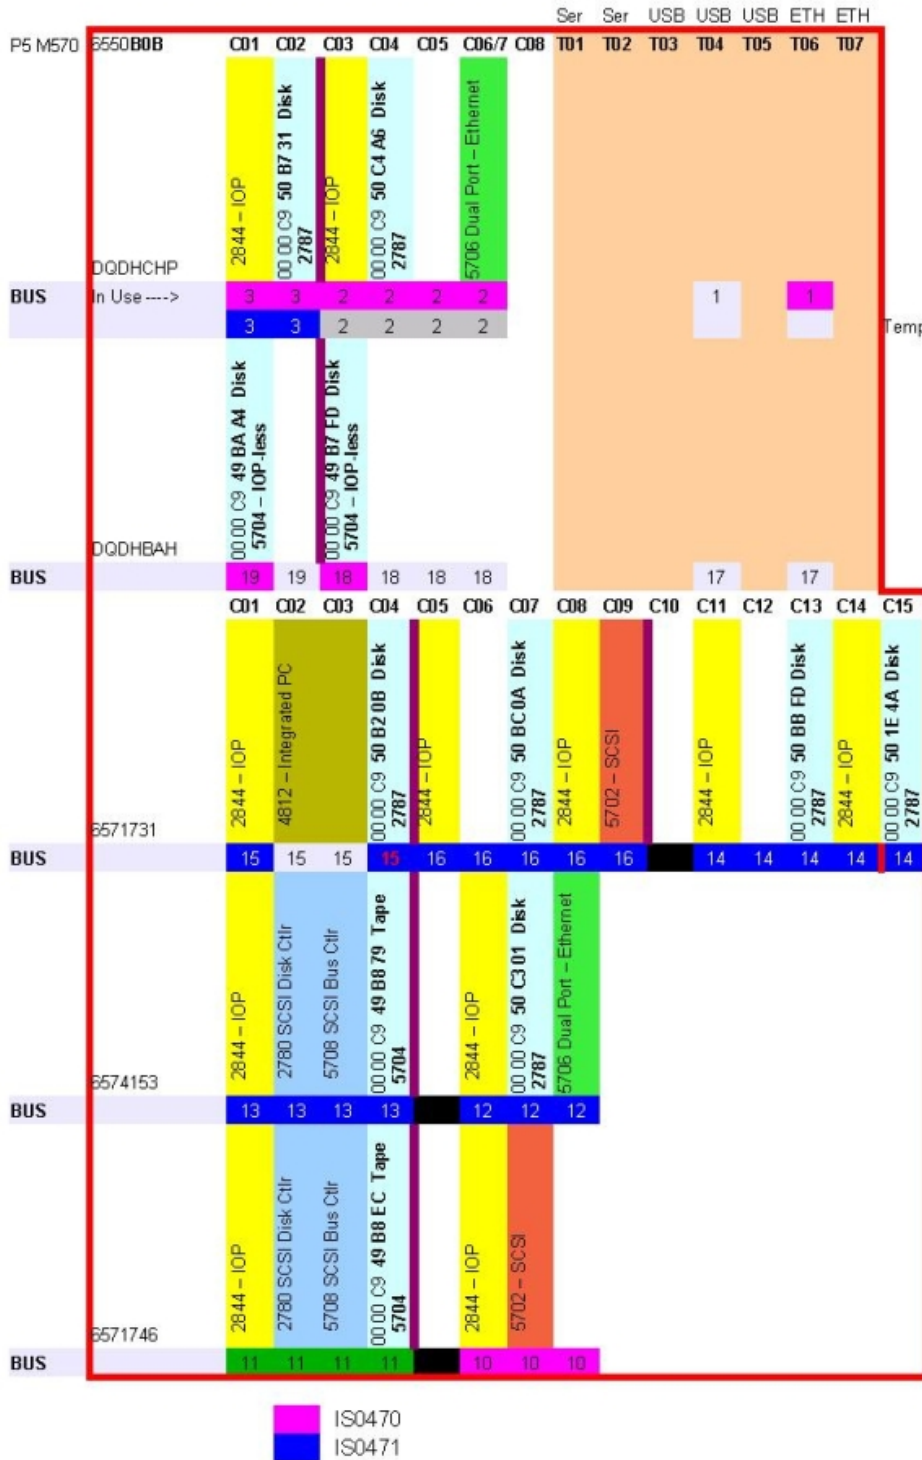 Ser Ser USB USB USB ETH ETH
P5 M570 6550B0B C01 C02 C03 C04 C05 C06/7 C08 T01 T02 T03 T04 T05 T06 T07
2844 – IOP
00 00 C9 50 B7 31 Disk
2787
2844 – IOP
00 00 C9 50 C4 A6 Disk
2787
5706 Dual Port – Ethernet
DQDHCHP
BUS In Use ----> 3 3 2 2 2 2 1 1
3 3 2 2 2 2 Temp
00 00 C9 49 BA A4 Disk
5704 – IOP-less
00 00 C9 49 B7 FD Disk
5704 – IOP-less
DQDHBAH
BUS 19 19 18 18 18 18 17 17
C01 C02 C03 C04 C05 C06 C07 C08 C09 C10 C11 C12 C13 C14 C15
2844 – IOP
4812 – Integrated PC
00 00 C9 50 B2 0B Disk
2787
2844 – IOP
00 00 C9 50 BC 0A Disk
2787
2844 – IOP
5702 – SCSI
2844 – IOP
00 00 C9 50 BB FD Disk
2787
2844 – IOP
00 00 C9 50 1E 4A Disk
2787
6571731
BUS 15 15 15 15 16 16 16 16 16 14 14 14 14 14
2844 – IOP
2780 SCSI Disk Ctlr
5708 SCSI Bus Ctlr
00 00 C9 49 B8 79 Tape
5704
2844 – IOP
00 00 C9 50 C3 01 Disk
2787
5706 Dual Port – Ethernet
6574153
BUS 13 13 13 13 12 12 12
2844 – IOP
2780 SCSI Disk Ctlr
5708 SCSI Bus Ctlr
00 00 C9 49 B8 EC Tape
5704
2844 – IOP
5702 – SCSI
6571746
BUS 11 11 11 11 10 10 10
IS0470
IS0471